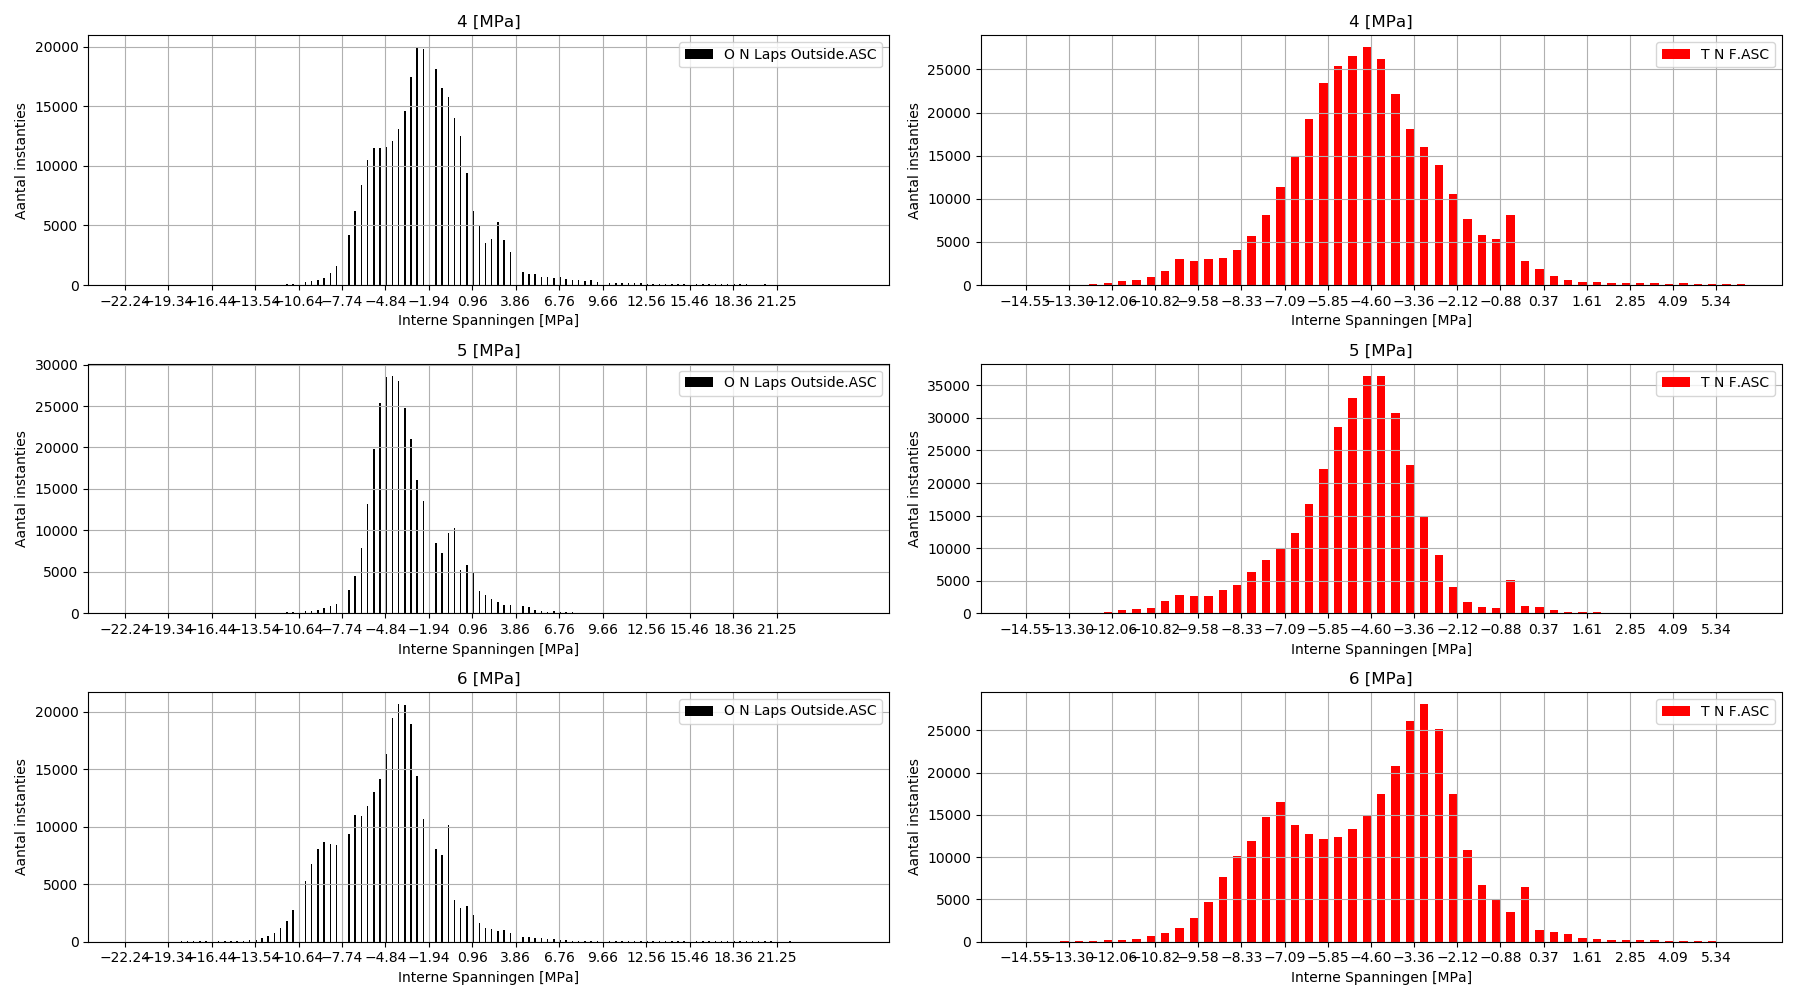 4 [MPa]
O N Laps Outside.ASC
Aantal instanties
20000
15000
10000
5000
0
−22.24 −19.34 −16.44 −13.54 −10.64 −7.74 −4.84 −1.94 0.96 3.86 6.76 9.66 12.56 15.46 18.36 21.25
Interne Spanningen [MPa]
4 [MPa]
T N F.ASC
Aantal instanties
25000
20000
15000
10000
5000
0
−14.55 −13.30 −12.06 −10.82 −9.58 −8.33 −7.09 −5.85 −4.60 −3.36 −2.12 −0.88 0.37 1.61 2.85 4.09 5.34
Interne Spanningen [MPa]
5 [MPa]
O N Laps Outside.ASC
Aantal instanties
30000
25000
20000
15000
10000
5000
0
−22.24 −19.34 −16.44 −13.54 −10.64 −7.74 −4.84 −1.94 0.96 3.86 6.76 9.66 12.56 15.46 18.36 21.25
Interne Spanningen [MPa]
5 [MPa]
T N F.ASC
Aantal instanties
35000
30000
25000
20000
15000
10000
5000
0
−14.55 −13.30 −12.06 −10.82 −9.58 −8.33 −7.09 −5.85 −4.60 −3.36 −2.12 −0.88 0.37 1.61 2.85 4.09 5.34
Interne Spanningen [MPa]
6 [MPa]
O N Laps Outside.ASC
Aantal instanties
20000
15000
10000
5000
0
−22.24 −19.34 −16.44 −13.54 −10.64 −7.74 −4.84 −1.94 0.96 3.86 6.76 9.66 12.56 15.46 18.36 21.25
Interne Spanningen [MPa]
6 [MPa]
T N F.ASC
Aantal instanties
25000
20000
15000
10000
5000
0
−14.55 −13.30 −12.06 −10.82 −9.58 −8.33 −7.09 −5.85 −4.60 −3.36 −2.12 −0.88 0.37 1.61 2.85 4.09 5.34
Interne Spanningen [MPa]